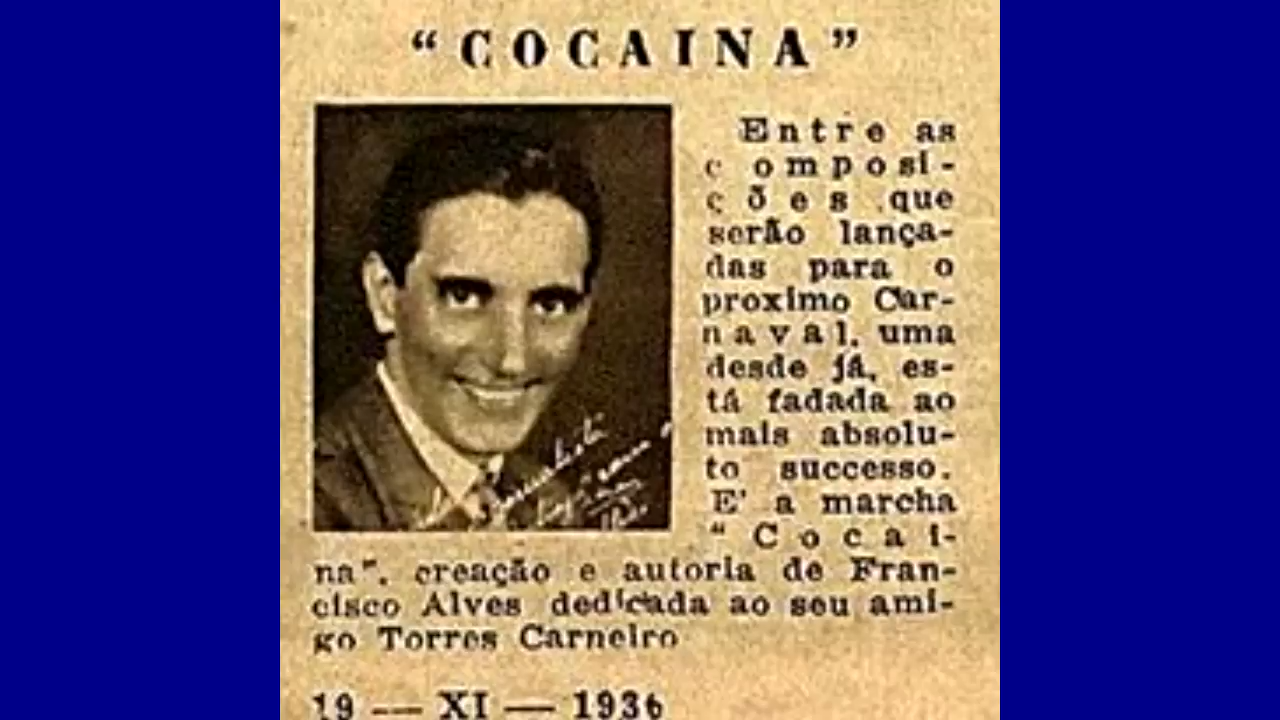 “COCAINA”
Entre as
composi-
ções que
serão lança-
das para o
proximo Car-
naval, uma
desde já, es-
tá fadada ao
mais absolu-
to successo.
E' a marcha
“Cocai-
na”, creação e autoria de Fran-
cisco Alves dedicada ao seu ami-
go Torres Carneiro
19 — XI — 1936